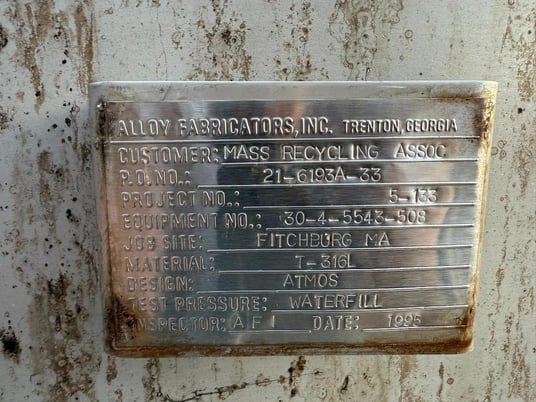 ALLOY FABRICATORS, INC. TRENTON, GEORGIA
CUSTOMER: MASS RECYCLING ASSOC
P.O. NO.: 21-6193A-33
PROJECT NO.: 5-133
EQUIPMENT NO.: 30-4-5543-508
JOB SITE: FITCHBURG MA
MATERIAL: T-316L
DESIGN: ATMOS
TEST PRESSURE: WATERFILL
INSPECTOR: AFI DATE: 1995